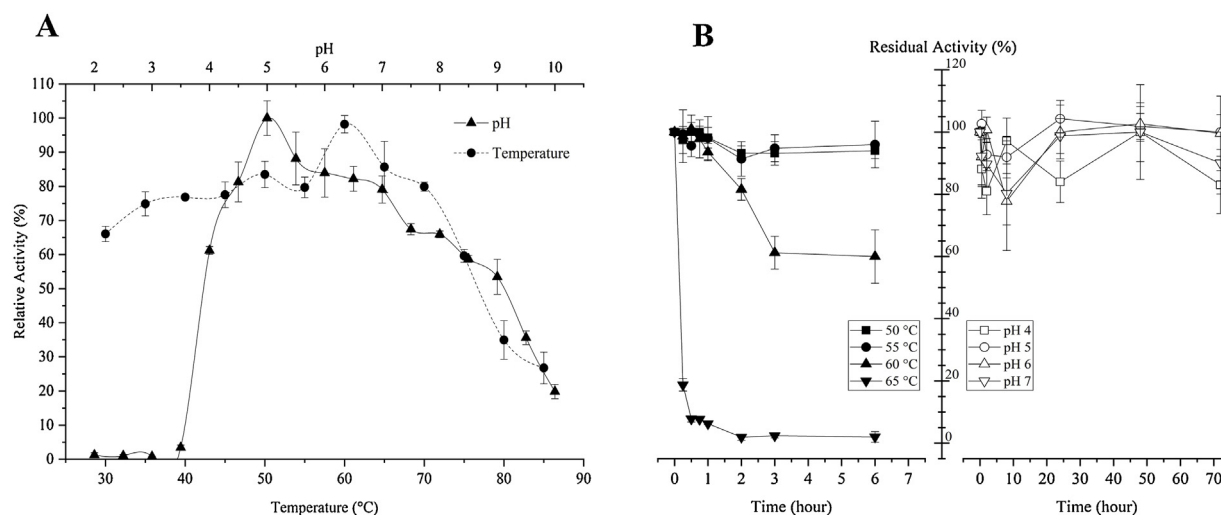 A
pH
2 3 4 5 6 7 8 9 10
110
100
90
80
70
60
50
40
30
20
10
0
Relative Activity (%)
pH
Temperature
30 40 50 60 70 80 90
Temperature (°C)
B
Residual Activity (%)
120
100
80
60
40
20
0
50 °C
55 °C
60 °C
65 °C
pH 4
pH 5
pH 6
pH 7
0 1 2 3 4 5 6 7
0 10 20 30 40 50 60 70
Time (hour)
Time (hour)